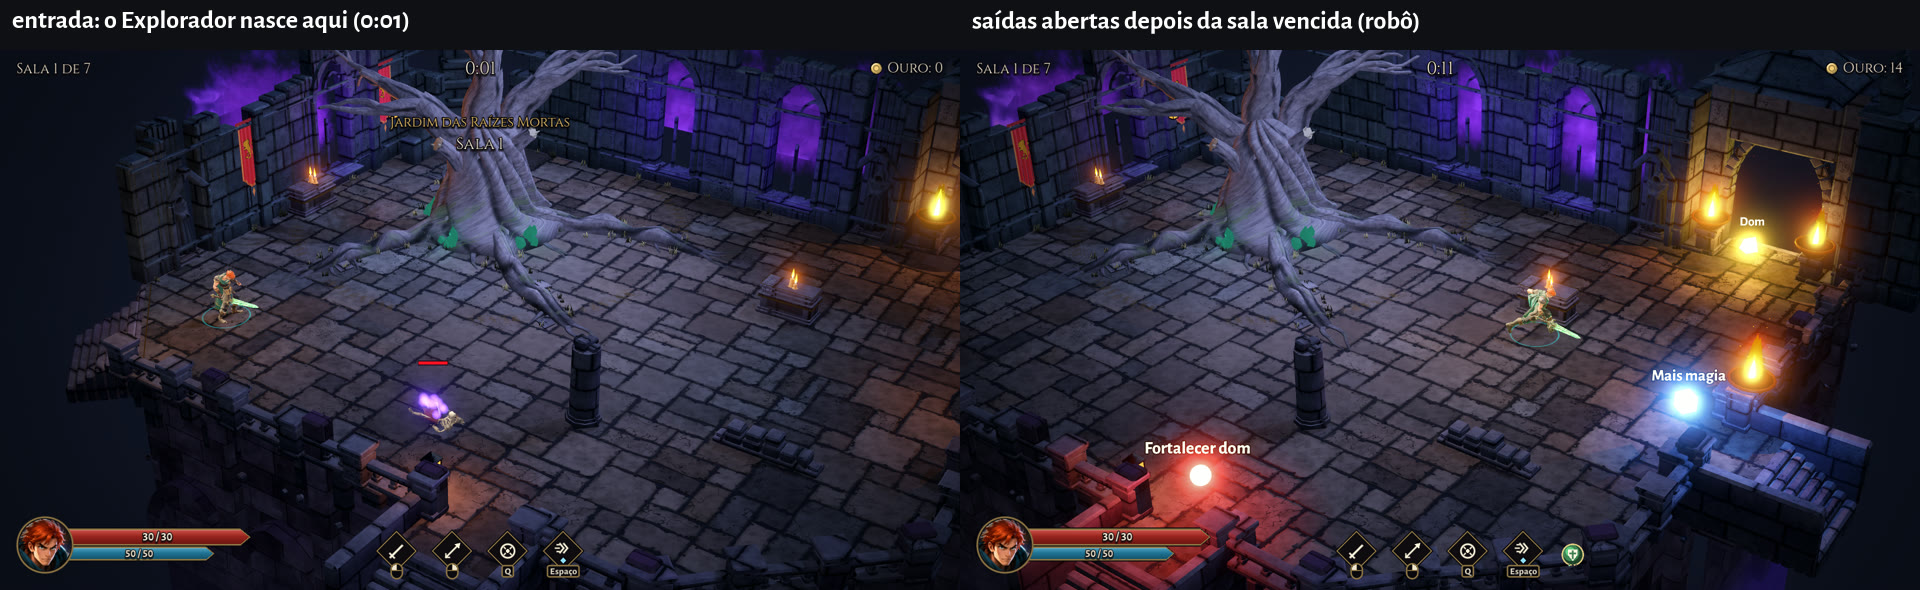 entrada: o Explorador nasce aqui (0:01)
SALA 1 DE 7
0:01
OURO: 0
JARDIM DAS RAÍZES MORTAS
SALA 1
30/30
50/50
Q
Espaço
saídas abertas depois da sala vencida (robô)
SALA 1 DE 7
0:11
OURO: 14
Dom
Mais magia
Fortalecer dom
30/30
50/50
Q
Espaço